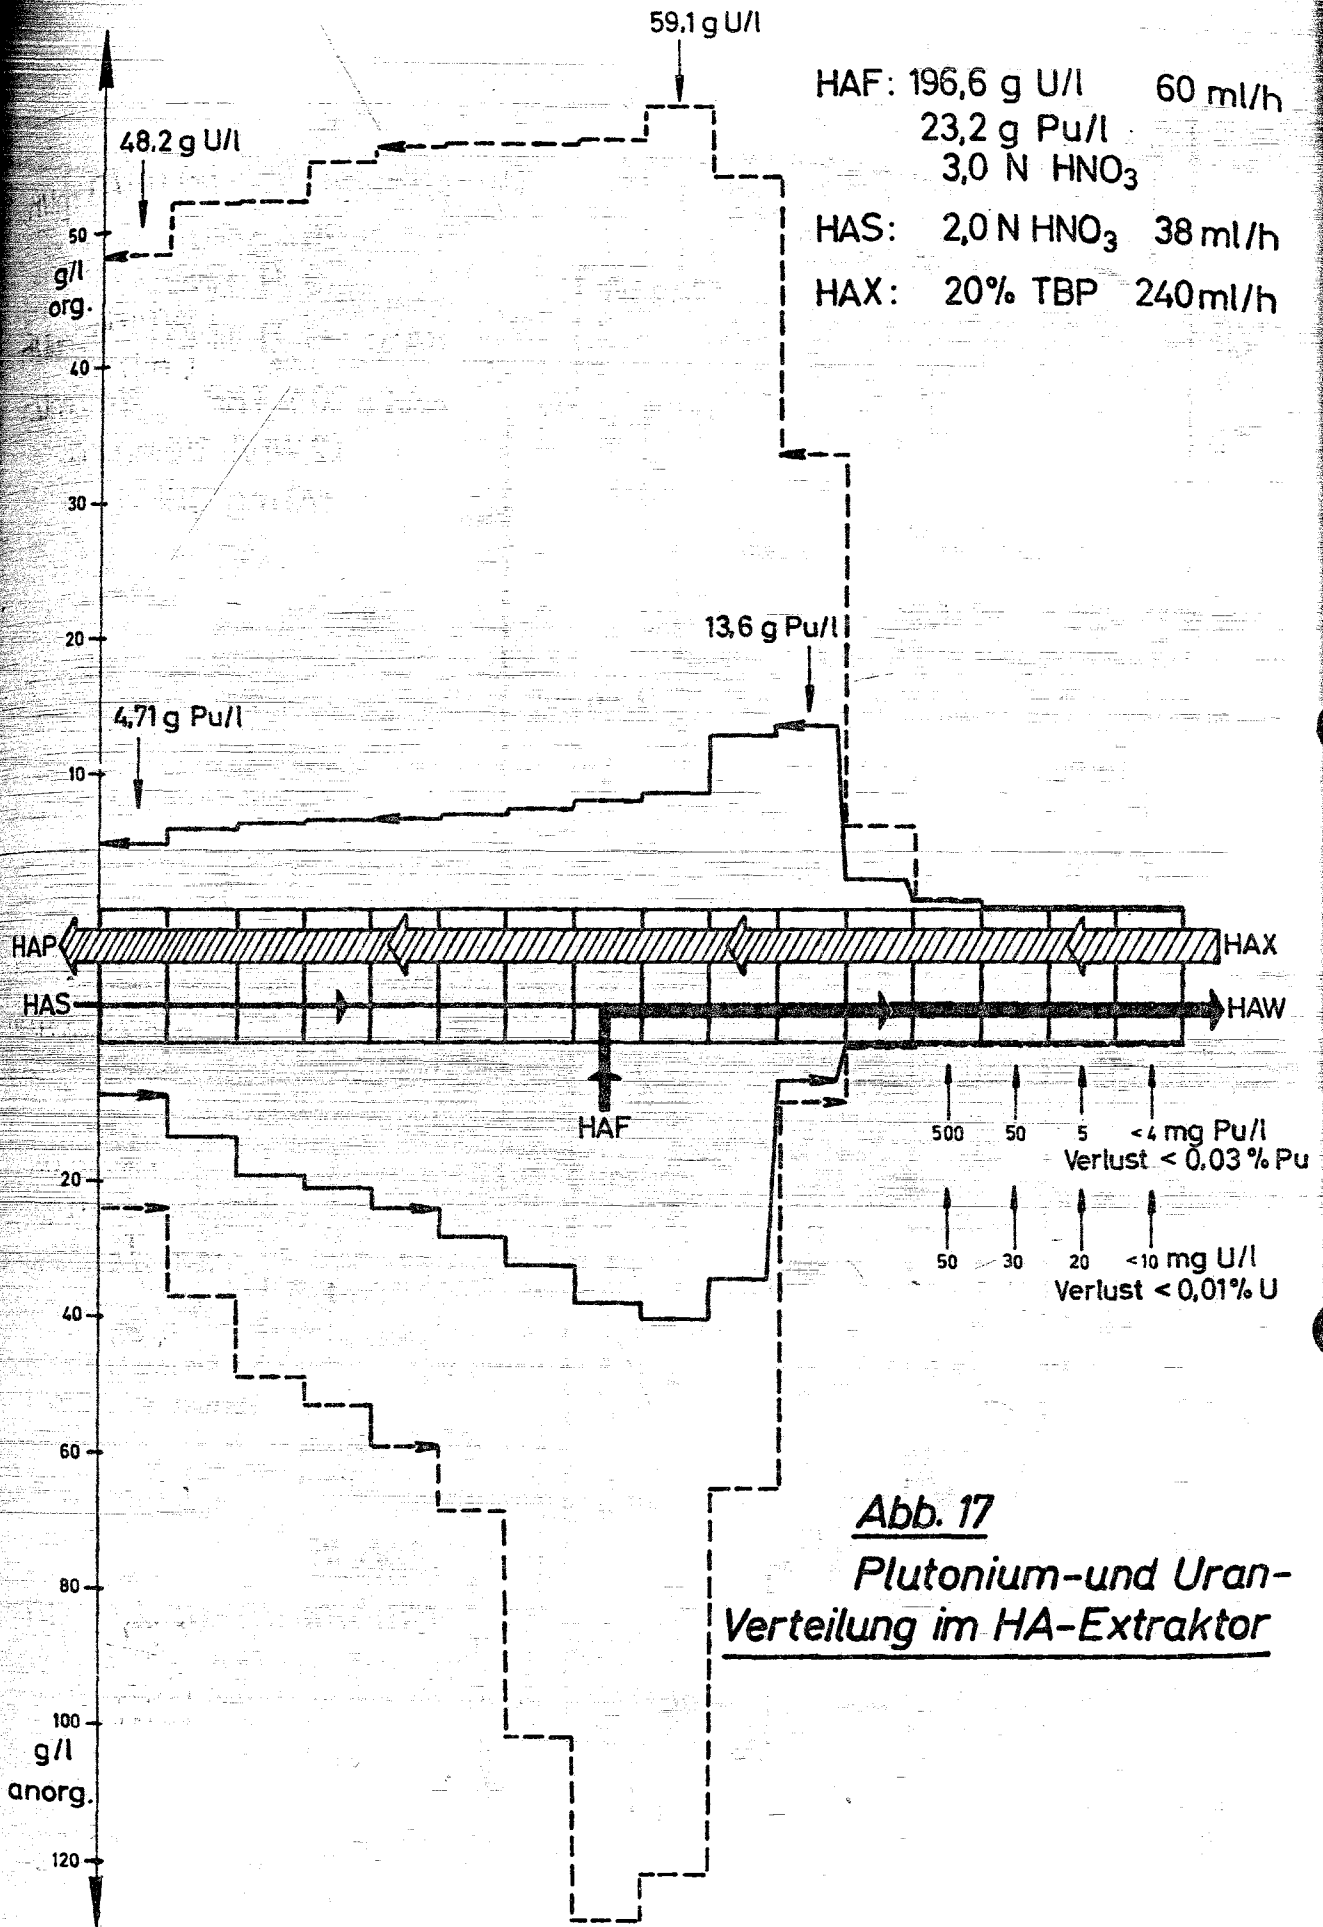 59,1 g U/l
HAF: 196,6 g U/l 60 ml/h
23,2 g Pu/l
3,0 N HNO3
HAS: 2,0 N HNO3 38 ml/h
HAX: 20% TBP 240 ml/h
48,2 g U/l
50
g/l
org.
40
30
20
13,6 g Pu/l
4,71 g Pu/l
10
HAP
HAX
HAS
HAW
HAF
500 50 5 <4 mg Pu/l
Verlust < 0,03 % Pu
20
50 30 20 <10 mg U/l
Verlust < 0,01% U
40
60
80
100
g/l
anorg.
120
Abb. 17
Plutonium-und Uran-
Verteilung im HA-Extraktor